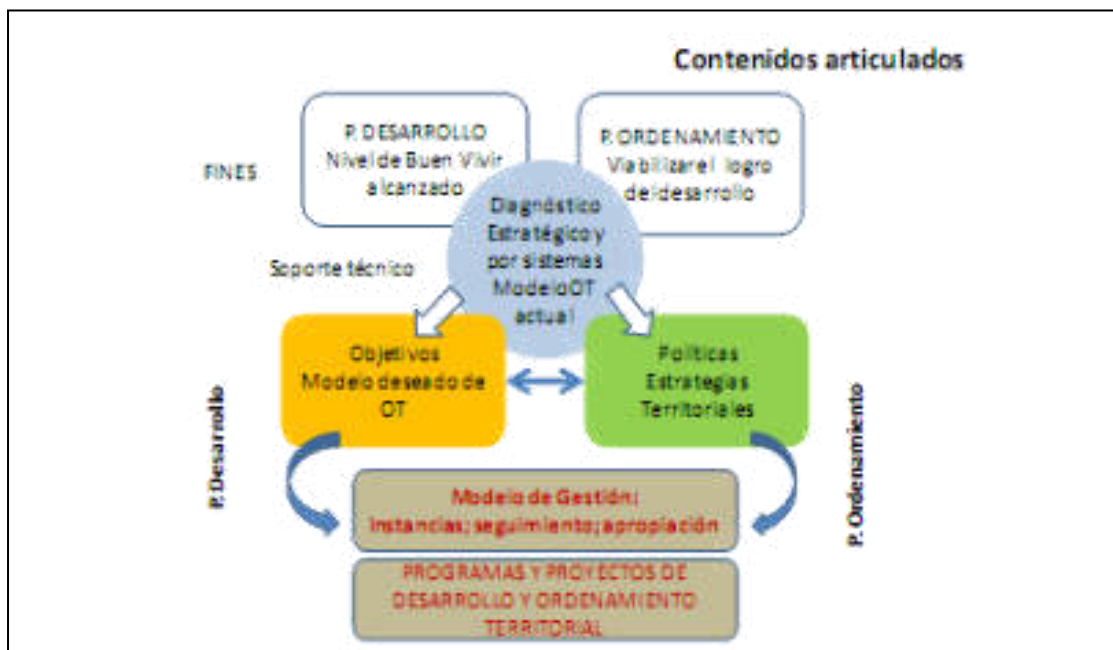 Contenidos articulados
FINES
P. DESARROLLO
Nivel de Buen Vivir
alcanzado
P. ORDENAMIENTO
Viabilizar el logro
del desarrollo
Diagnóstico
Estratégico y
por sistemas
Modelo OT
actual
Soporte técnico
Objetivos
Modelo deseado de
OT
Políticas
Estrategias
Territoriales
P. Desarrollo
P. Ordenamiento
Modelo de Gestión:
Instancias; seguimiento; apropiación
PROGRAMAS Y PROYECTOS DE
DESARROLLO Y ORDENAMIENTO
TERRITORIAL